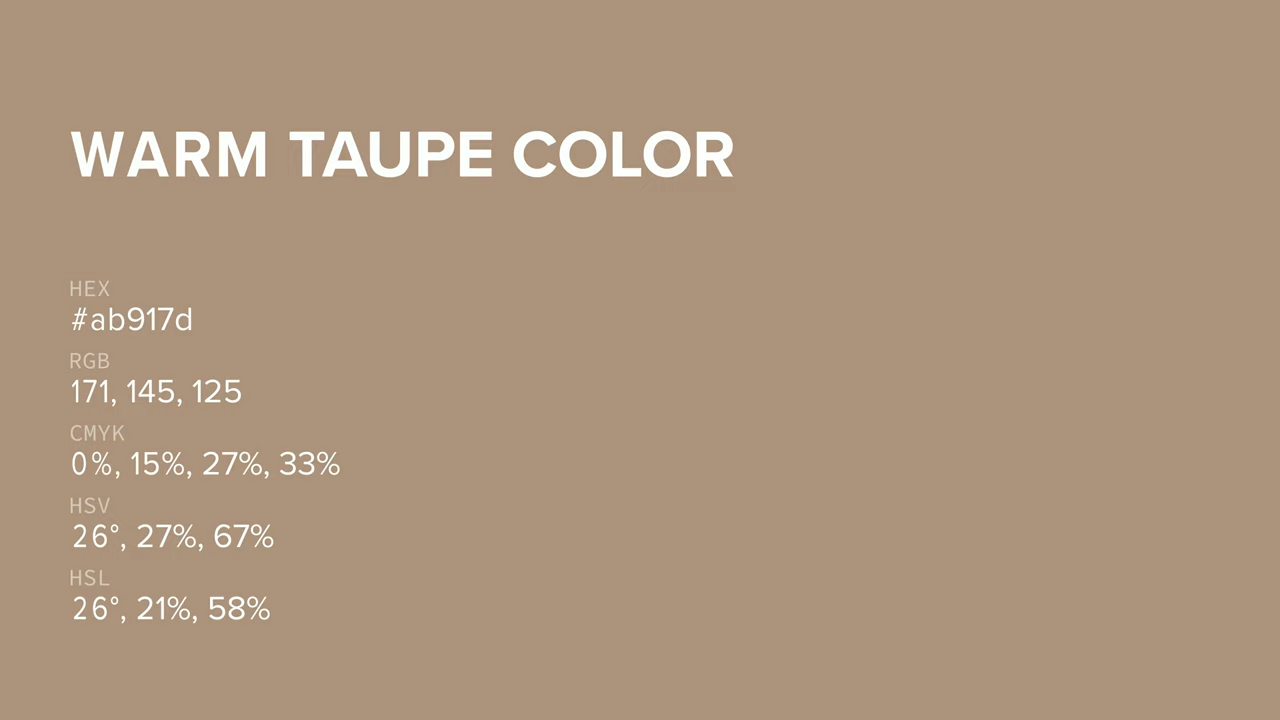 WARM TAUPE COLOR
HEX
#ab917d
RGB
171, 145, 125
CMYK
0%, 15%, 27%, 33%
HSV
26°, 27%, 67%
HSL
26°, 21%, 58%